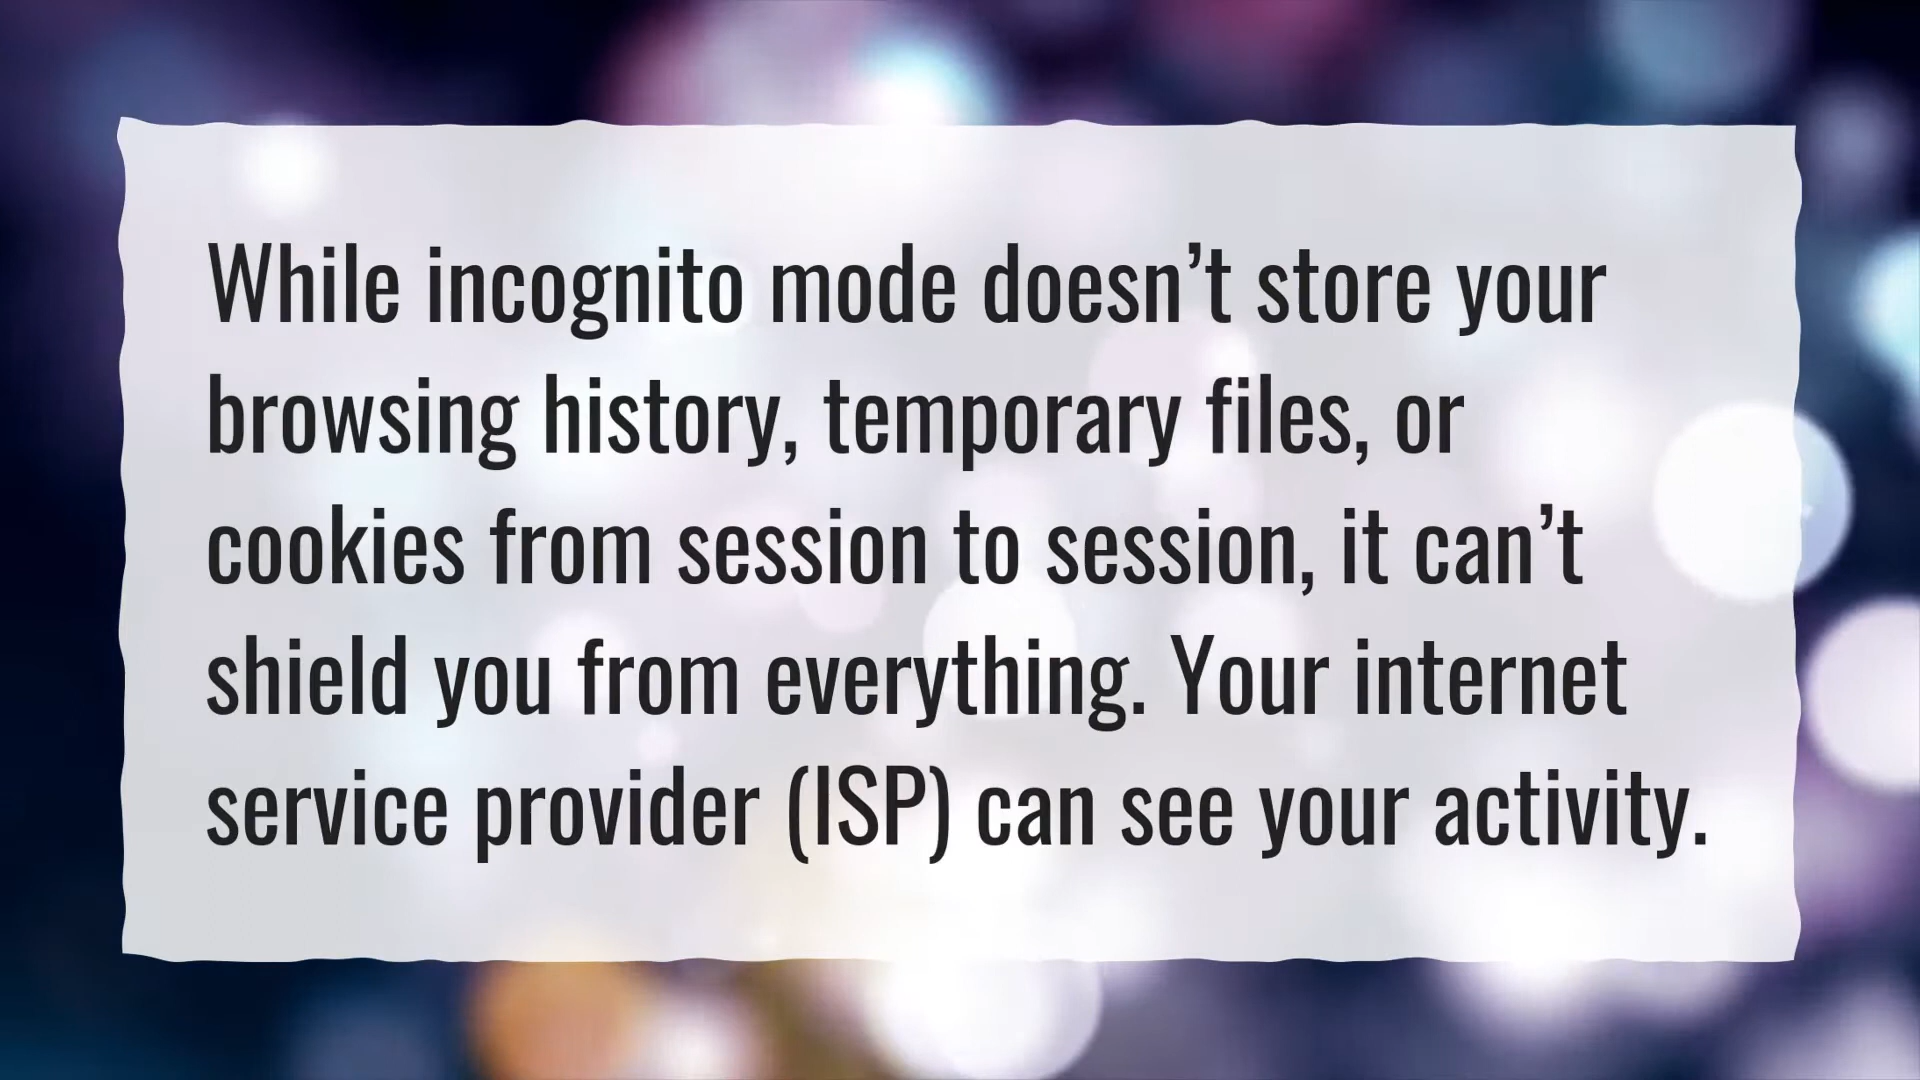 While incognito mode doesn’t store your
browsing history, temporary files, or
cookies from session to session, it can’t
shield you from everything. Your internet
service provider (ISP) can see your activity.